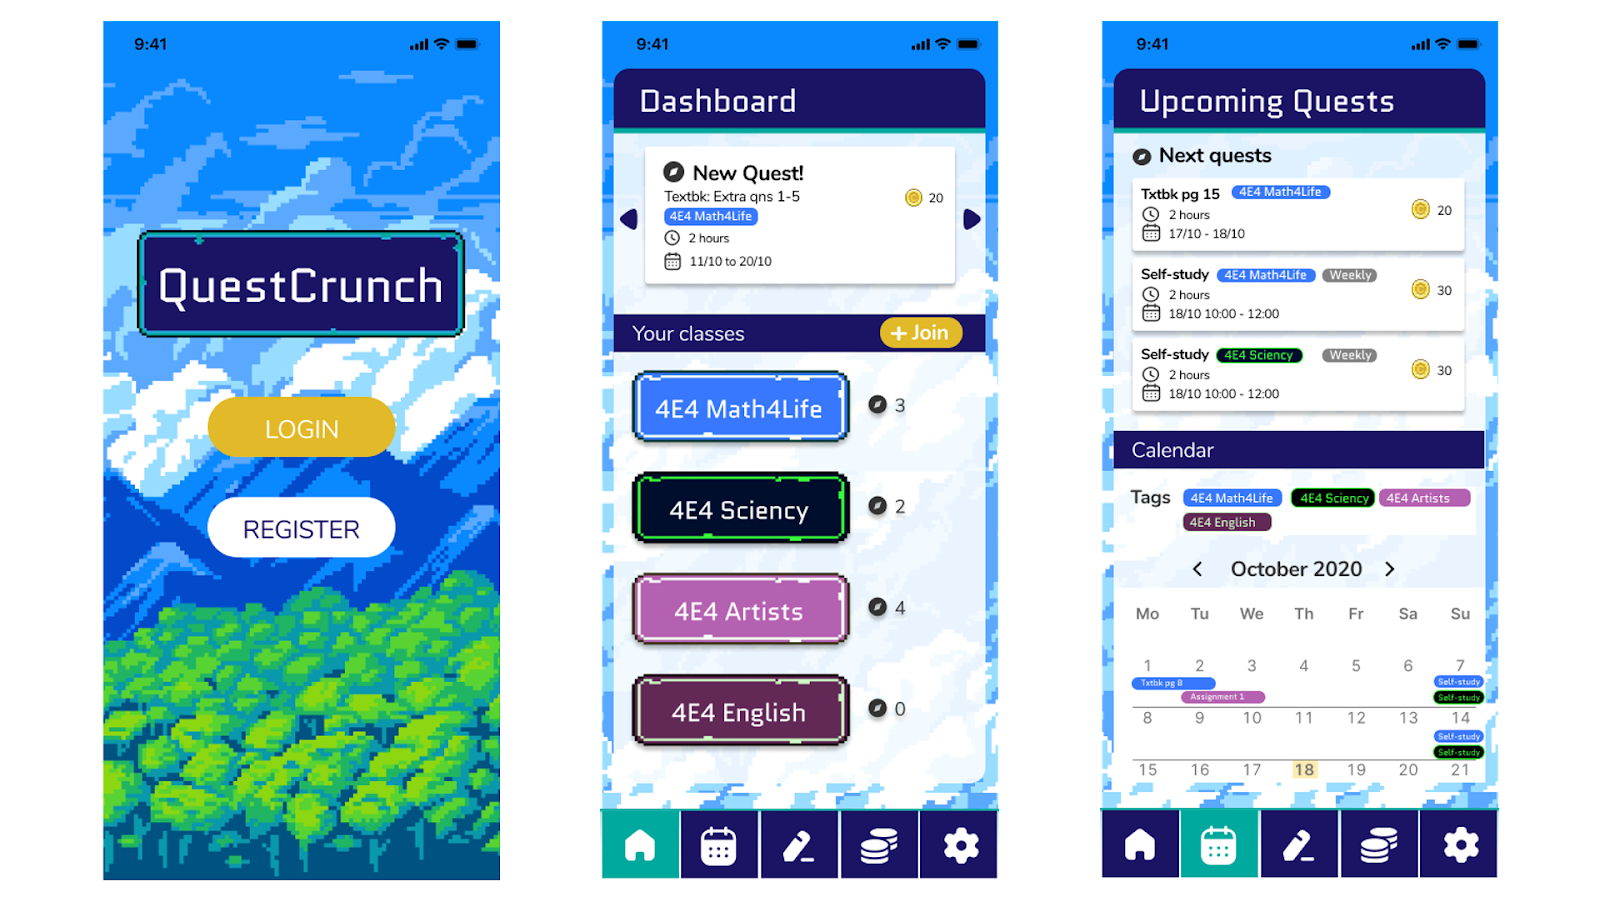 9:41
QuestCrunch
LOGIN
REGISTER
9:41
Dashboard
New Quest!
Textbk: Extra qns 1-5
20
4E4 Math4Life
2 hours
11/10 to 20/10
Your classes
+ Join
4E4 Math4Life
3
4E4 Sciency
2
4E4 Artists
4
4E4 English
0
9:41
Upcoming Quests
Next quests
Txtbk pg 15 4E4 Math4Life
2 hours
20
17/10 - 18/10
Self-study 4E4 Math4Life Weekly
2 hours
30
18/10 10:00 - 12:00
Self-study 4E4 Sciency Weekly
2 hours
30
18/10 10:00 - 12:00
Calendar
Tags 4E4 Math4Life 4E4 Sciency 4E4 Artists
4E4 English
< October 2020 >
Mo Tu We Th Fr Sa Su
1 2 3 4 5 6 7
Txtbk pg 8 Self-study
Assignment 1 Self-study
8 9 10 11 12 13 14
Self-study
Self-study
15 16 17 18 19 20 21